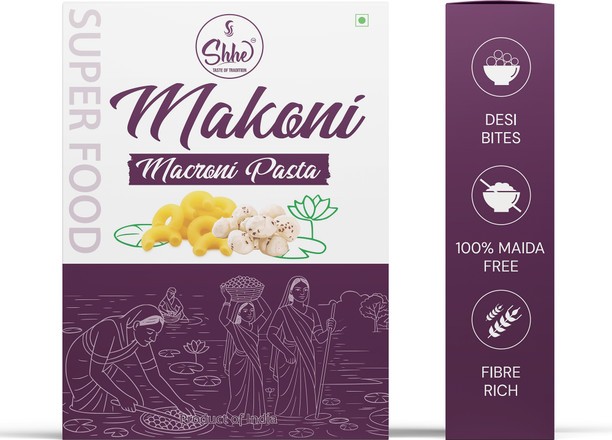 SUPER FOOD
Shhe
TASTE OF TRADITION
Makoni
Macroni Pasta
Product of India
DESI
BITES
100% MAIDA
FREE
FIBRE
RICH